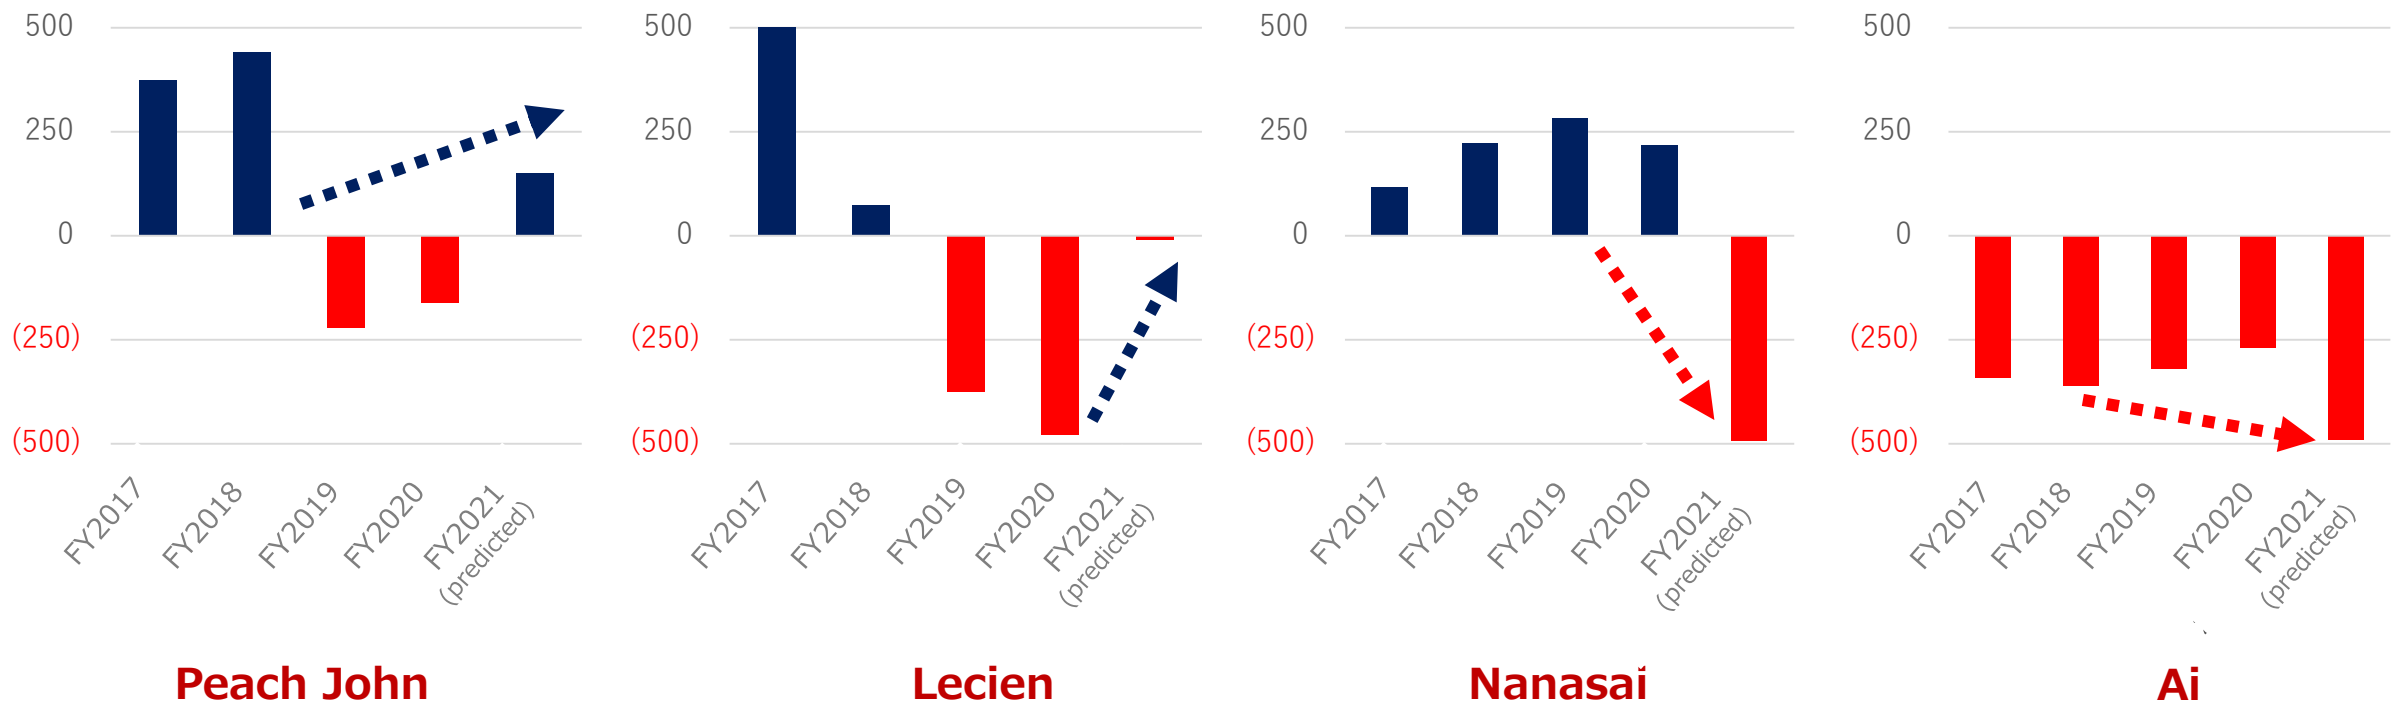 500
250
0
(250)
(500)
FY2017
FY2018
FY2019
FY2020
FY2021
(predicted)
Peach John
500
250
0
(250)
(500)
FY2017
FY2018
FY2019
FY2020
FY2021
(predicted)
Lecien
500
250
0
(250)
(500)
FY2017
FY2018
FY2019
FY2020
FY2021
(predicted)
Nanasai
500
250
0
(250)
(500)
FY2017
FY2018
FY2019
FY2020
FY2021
(predicted)
Ai